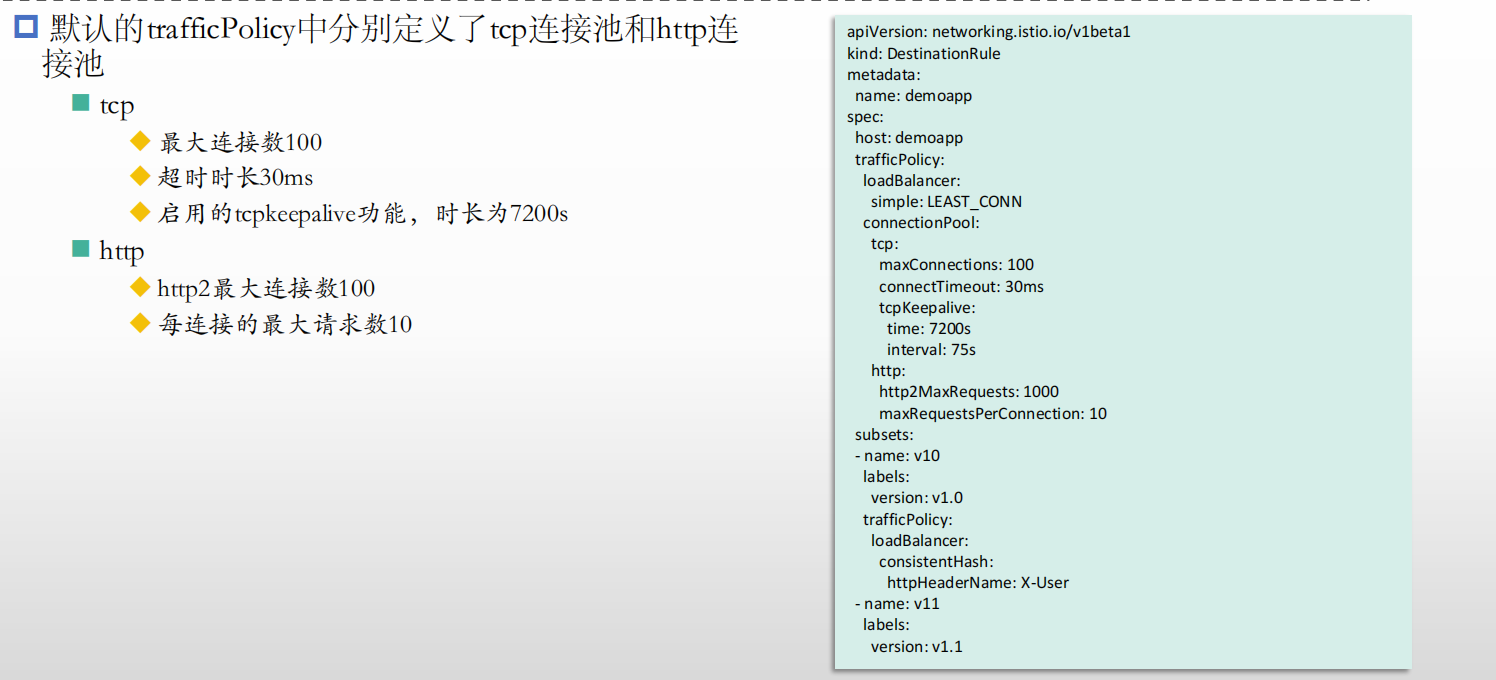 默认的trafficPolicy中分别定义了tcp连接池和http连
接池
tcp
最大连接数100
超时时长30ms
启用的tcpkeepalive功能，时长为7200s
http
http2最大连接数100
每连接的最大请求数10
apiVersion: networking.istio.io/v1beta1
kind: DestinationRule
metadata:
  name: demoapp
spec:
  host: demoapp
  trafficPolicy:
    loadBalancer:
      simple: LEAST_CONN
    connectionPool:
      tcp:
        maxConnections: 100
        connectTimeout: 30ms
        tcpKeepalive:
          time: 7200s
          interval: 75s
      http:
        http2MaxRequests: 1000
        maxRequestsPerConnection: 10
  subsets:
  - name: v10
    labels:
      version: v1.0
    trafficPolicy:
      loadBalancer:
        consistentHash:
          httpHeaderName: X-User
  - name: v11
    labels:
      version: v1.1